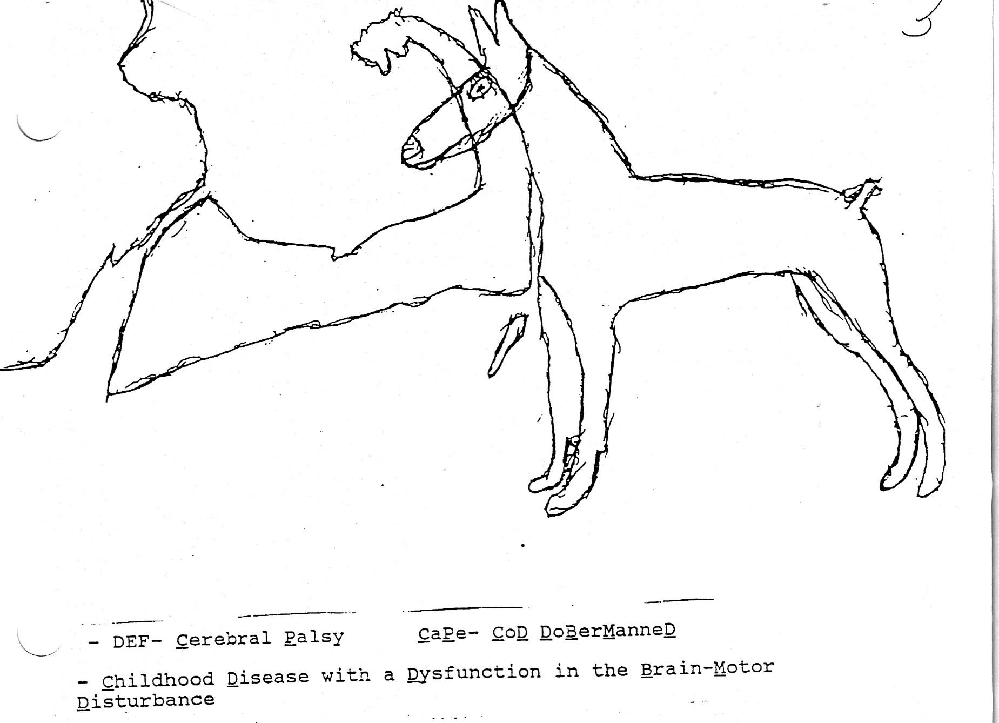 - DEF- Cerebral Palsy CaPe- CoD DoBerManneD
- Childhood Disease with a Dysfunction in the Brain-Motor
Disturbance